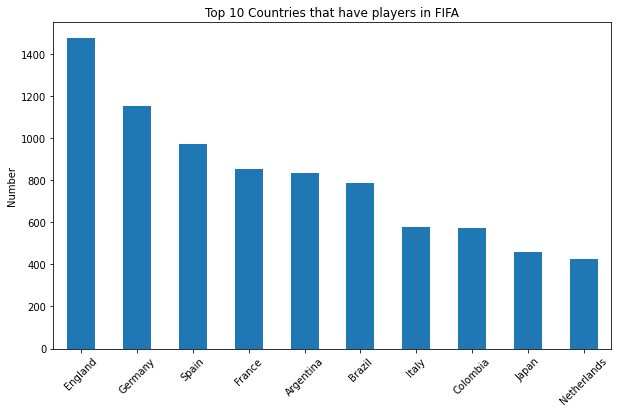 Top 10 Countries that have players in FIFA
Number
1400
1200
1000
800
600
400
200
0
England
Germany
Spain
France
Argentina
Brazil
Italy
Colombia
Japan
Netherlands